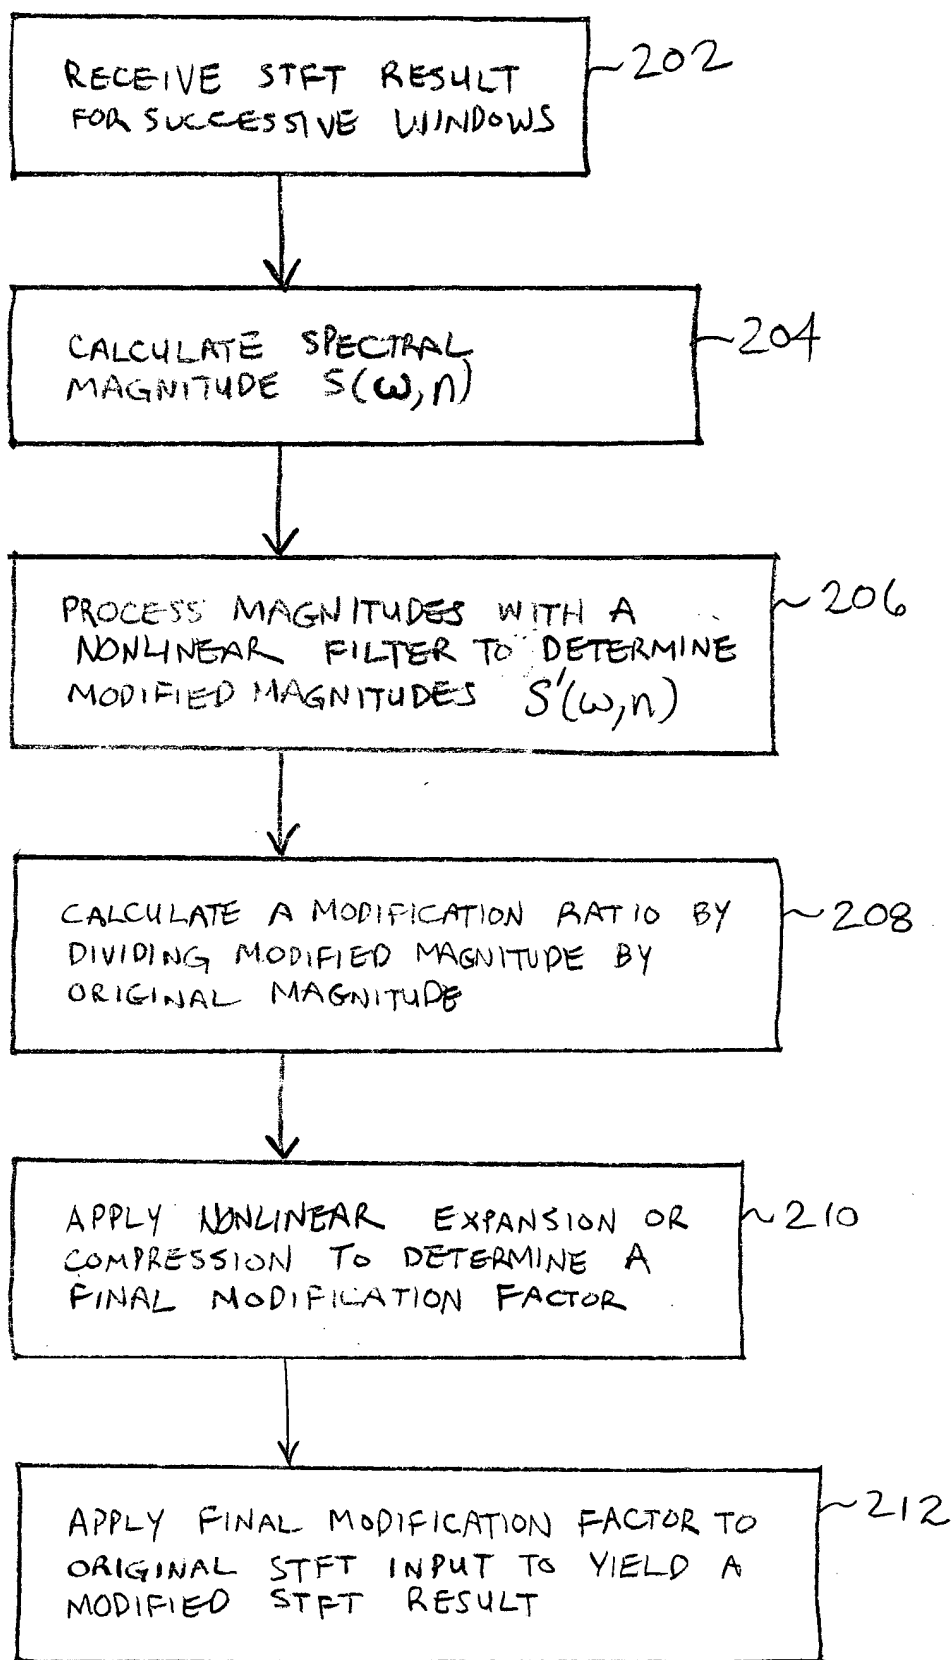 RECEIVE STFT RESULT
FOR SUCCESSIVE WINDOWS
202
CALCULATE SPECTRAL
MAGNITUDE S(ω,n)
204
PROCESS MAGNITUDES WITH A
NONLINEAR FILTER TO DETERMINE
MODIFIED MAGNITUDES S'(ω,n)
206
CALCULATE A MODIFICATION RATIO BY
DIVIDING MODIFIED MAGNITUDE BY
ORIGINAL MAGNITUDE
208
APPLY NONLINEAR EXPANSION OR
COMPRESSION TO DETERMINE A
FINAL MODIFICATION FACTOR
210
APPLY FINAL MODIFICATION FACTOR TO
ORIGINAL STFT INPUT TO YIELD A
MODIFIED STFT RESULT
212